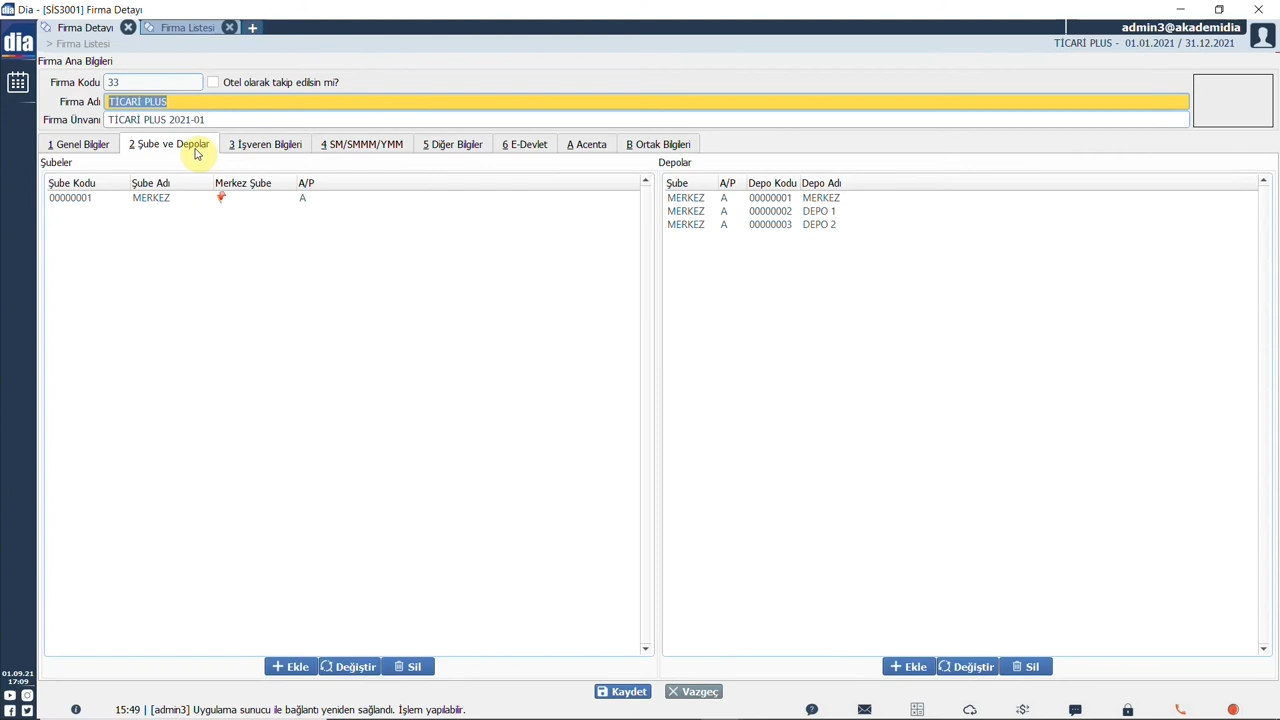 Dia - [SİS3001] Firma Detayı
Firma Detayı
Firma Listesi
admin3@akademidia
dia
> Firma Listesi
TİCARİ PLUS - 01.01.2021 / 31.12.2021
Firma Ana Bilgileri
Firma Kodu 33 Otel olarak takip edilsin mi?
Firma Adı TİCARİ PLUS
Firma Ünvanı TİCARİ PLUS 2021-01
1 Genel Bilgiler 2 Şube ve Depolar 3 İşveren Bilgileri 4 SM/SMMM/YMM 5 Diğer Bilgiler 6 E-Devlet A Acenta B Ortak Bilgileri
Şubeler
Şube Kodu Şube Adı Merkez Şube A/P
00000001 MERKEZ A
Depolar
Şube A/P Depo Kodu Depo Adı
MERKEZ A 00000001 MERKEZ
MERKEZ A 00000002 DEPO 1
MERKEZ A 00000003 DEPO 2
Ekle Değiştir Sil
Ekle Değiştir Sil
Kaydet Vazgeç
01.09.21
17:09
15:49 | [admin3] Uygulama sunucu ile bağlantı yeniden sağlandı. İşlem yapılabilir.